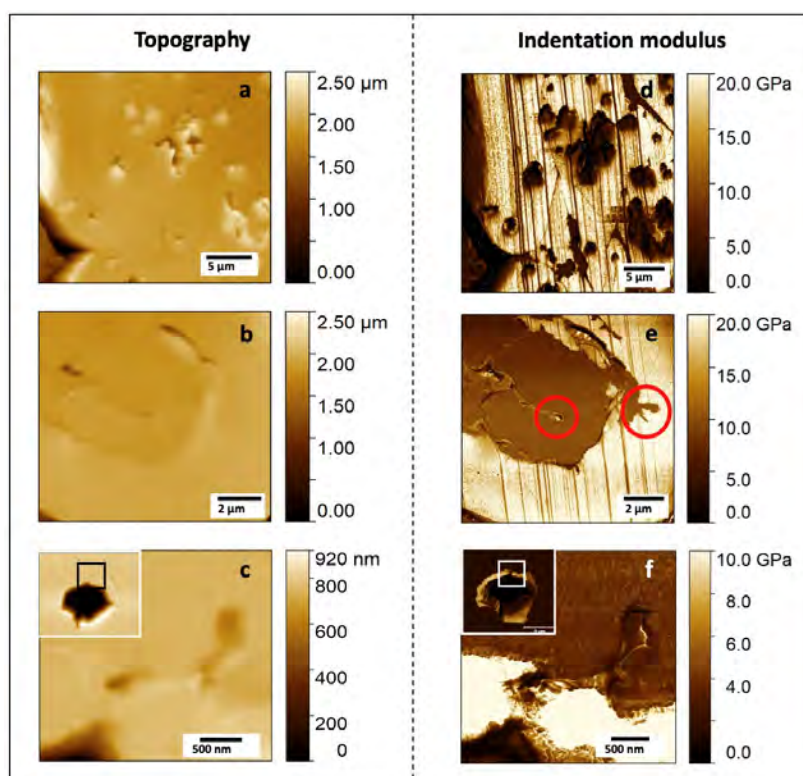 Topography
Indentation modulus
a
2.50 µm
2.00
1.50
1.00
0.00
5 µm
d
20.0 GPa
15.0
10.0
5.0
0.0
5 µm
b
2.50 µm
2.00
1.50
1.00
0.00
2 µm
e
20.0 GPa
15.0
10.0
5.0
0.0
2 µm
c
920 nm
800
600
400
200
0
500 nm
f
10.0 GPa
8.0
6.0
4.0
0.0
500 nm